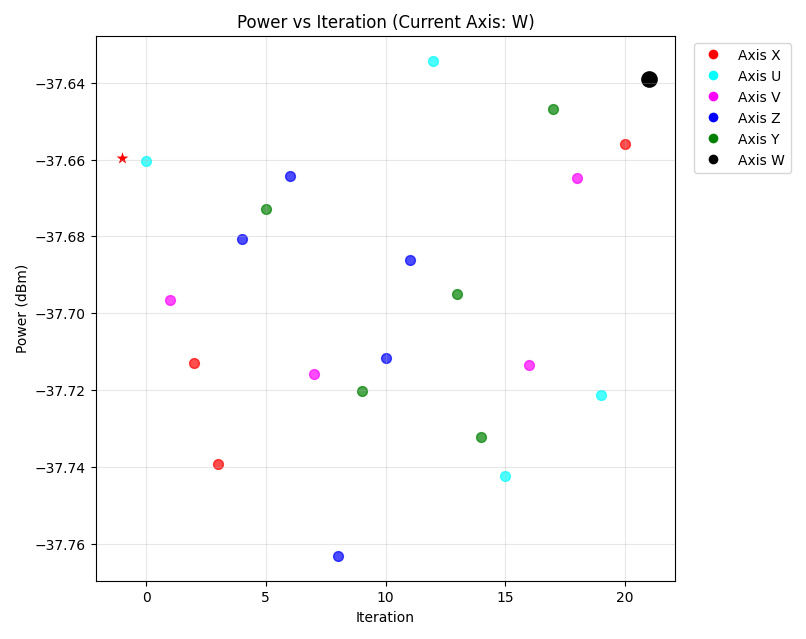 Power vs Iteration (Current Axis: W)
Power (dBm)
−37.64
−37.66
−37.68
−37.70
−37.72
−37.74
−37.76
0 5 10 15 20
Iteration
Axis X
Axis U
Axis V
Axis Z
Axis Y
Axis W